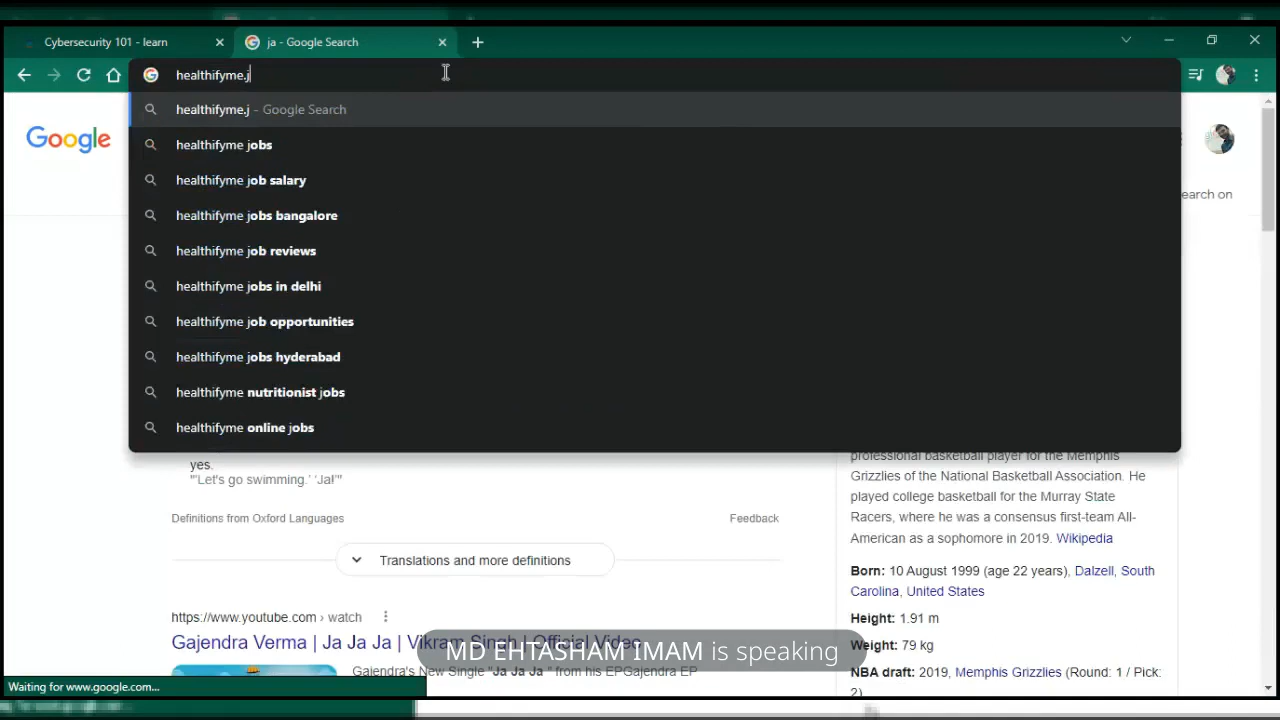 Cybersecurity 101 - learn
ja - Google Search
healthifyme.j
healthifyme.j - Google Search
healthifyme jobs
healthifyme job salary
healthifyme jobs bangalore
healthifyme job reviews
healthifyme jobs in delhi
healthifyme job opportunities
healthifyme jobs hyderabad
healthifyme nutritionist jobs
healthifyme online jobs
Google
earch on
yes.
"'Let's go swimming.' 'Ja!'"
Definitions from Oxford Languages
Feedback
Translations and more definitions
https://www.youtube.com › watch
Gajendra Verma | Ja Ja Ja | Vikram Singh | Official Video
Gajendra's New Single "Ja Ja Ja " from his EPGajendra EP
professional basketball player for the Memphis
Grizzlies of the National Basketball Association. He
played college basketball for the Murray State
Racers, where he was a consensus first-team All-
American as a sophomore in 2019. Wikipedia
Born: 10 August 1999 (age 22 years), Dalzell, South
Carolina, United States
Height: 1.91 m
Weight: 79 kg
NBA draft: 2019, Memphis Grizzlies (Round: 1 / Pick:
2)
MD EHTASHAM IMAM is speaking
Waiting for www.google.com...